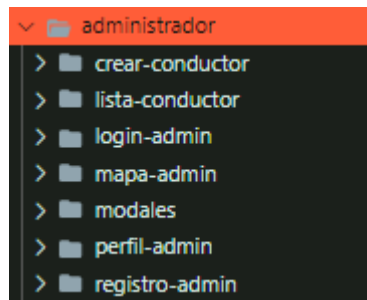 administrador
crear-conductor
lista-conductor
login-admin
mapa-admin
modales
perfil-admin
registro-admin